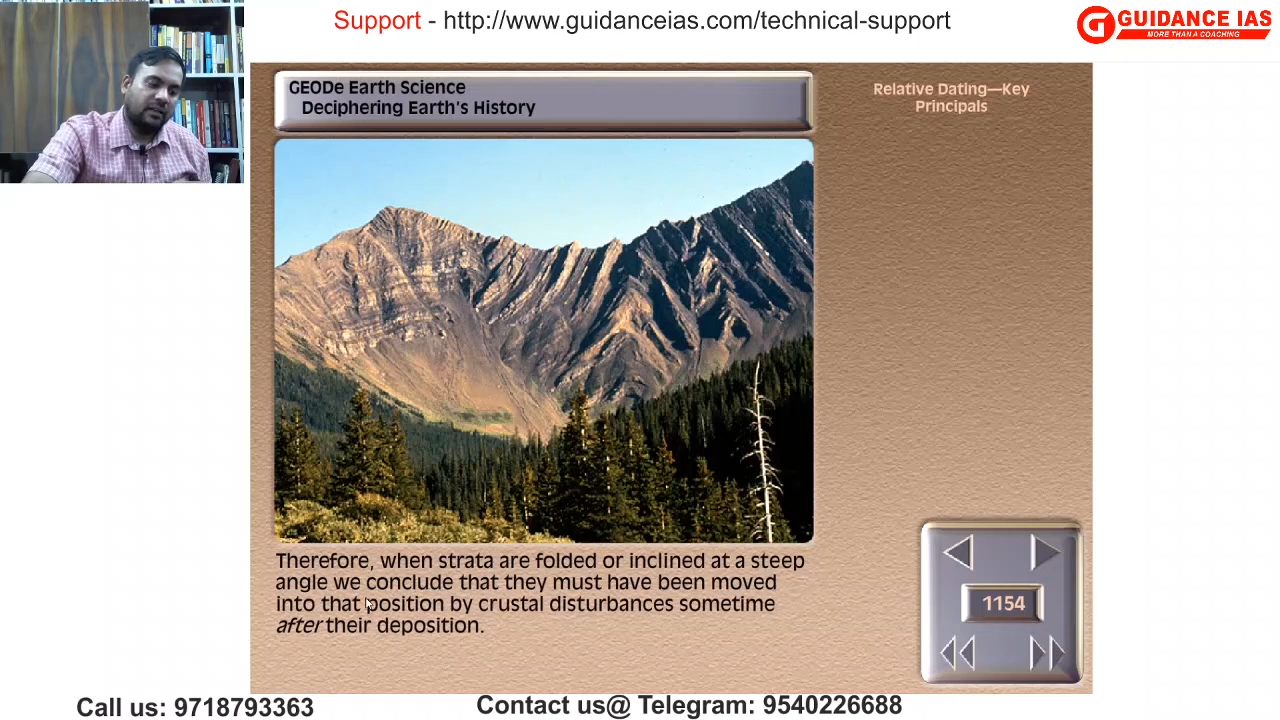 Support - http://www.guidanceias.com/technical-support
GUIDANCE IAS
MORE THAN A COACHING
GEODe Earth Science
Deciphering Earth's History
Relative Dating—Key
Principals
Therefore, when strata are folded or inclined at a steep
angle we conclude that they must have been moved
into that position by crustal disturbances sometime
after their deposition.
1154
Call us: 9718793363
Contact us@ Telegram: 9540226688